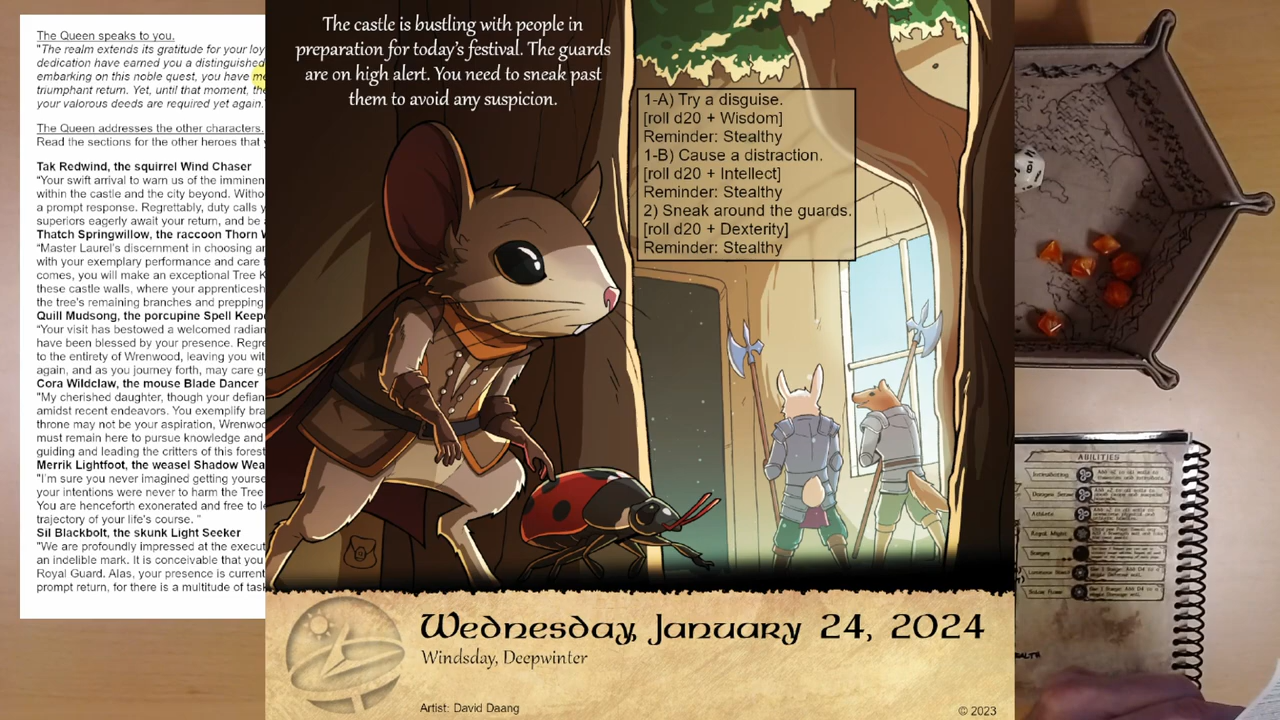 The Queen speaks to you.
"The realm extends its gratitude for your loy
dedication have earned you a distinguished
embarking on this noble quest, you have me
triumphant return. Yet, until that moment, the
your valorous deeds are required yet again."
The Queen addresses the other characters.
Read the sections for the other heroes that y
Tak Redwind, the squirrel Wind Chaser
"Your swift arrival to warn us of the imminen
within the castle and the city beyond. Witho
a prompt response. Regrettably, duty calls y
superiors eagerly await your return, and be a
Thatch Springwillow, the raccoon Thorn W
"Master Laurel's discernment in choosing an
with your exemplary performance and care f
comes, you will make an exceptional Tree K
these castle walls, where your apprenticesh
the tree's remaining branches and prepping
Quill Mudsong, the porcupine Spell Keepe
"Your visit has bestowed a welcomed radian
have been blessed by your presence. Regre
to the entirety of Wrenwood, leaving you wit
again, and as you journey forth, may care gu
Cora Wildclaw, the mouse Blade Dancer
"My cherished daughter, though your defian
amidst recent endeavors. You exemplify bra
throne may not be your aspiration, Wrenwoo
must remain here to pursue knowledge and
guiding and leading the critters of this forest
Merrik Lightfoot, the weasel Shadow Wea
"I'm sure you never imagined getting yourse
your intentions were never to harm the Tree
You are henceforth exonerated and free to le
trajectory of your life's course. "
Sil Blackbolt, the skunk Light Seeker
"We are profoundly impressed at the execut
an indelible mark. It is conceivable that you
Royal Guard. Alas, your presence is current
prompt return, for there is a multitude of task
The castle is bustling with people in
preparation for today's festival. The guards
are on high alert. You need to sneak past
them to avoid any suspicion.
1-A) Try a disguise.
[roll d20 + Wisdom]
Reminder: Stealthy
1-B) Cause a distraction.
[roll d20 + Intellect]
Reminder: Stealthy
2) Sneak around the guards.
[roll d20 + Dexterity]
Reminder: Stealthy
Wednesday, January 24, 2024
Windsday, Deepwinter
Artist: David Daang
© 2023
ABILITIES
Danger Sense
Athlete